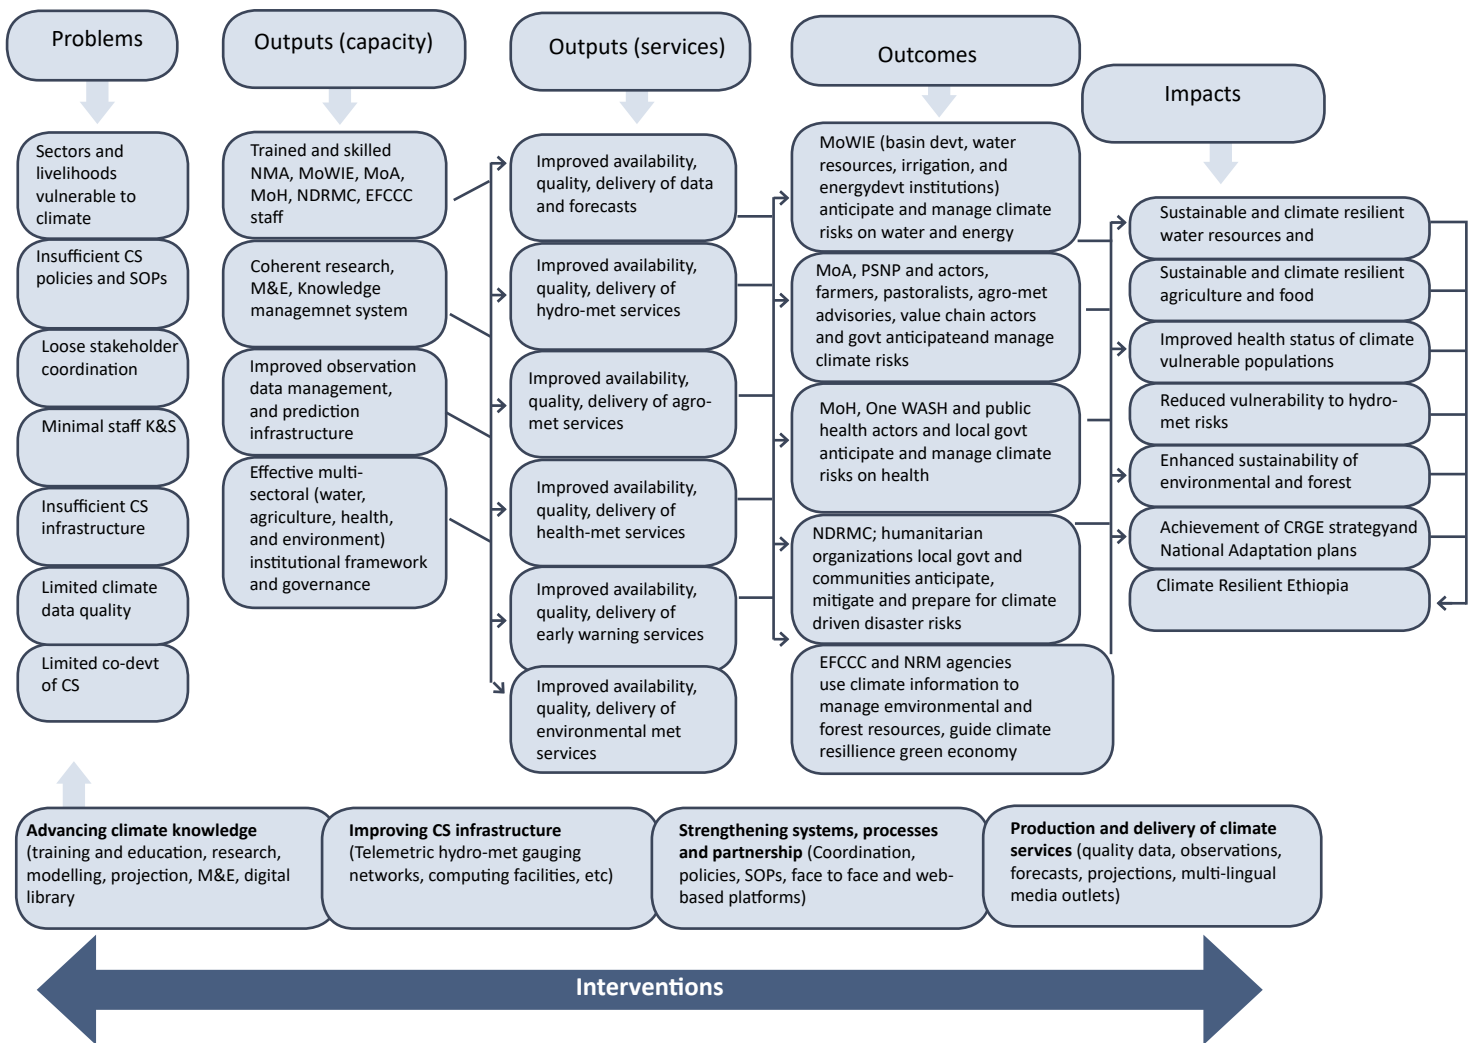 Problems
Sectors and
livelihoods
vulnerable to
climate
Insufficient CS
policies and SOPs
Loose stakeholder
coordination
Minimal staff K&S
Insufficient CS
infrastructure
Limited climate
data quality
Limited co-devt
of CS
Outputs (capacity)
Trained and skilled
NMA, MoWIE, MoA,
MoH, NDRMC, EFCCC
staff
Coherent research,
M&E, Knowledge
managemnet system
Improved observation
data management,
and prediction
infrastructure
Effective multi-
sectoral (water,
agriculture, health,
and environment)
institutional framework
and governance
Outputs (services)
Improved availability,
quality, delivery of data
and forecasts
Improved availability,
quality, delivery of
hydro-met services
Improved availability,
quality, delivery of agro-
met services
Improved availability,
quality, delivery of
health-met services
Improved availability,
quality, delivery of
early warning services
Improved availability,
quality, delivery of
environmental met
services
Outcomes
MoWIE (basin devt, water
resources, irrigation, and
energydevt institutions)
anticipate and manage climate
risks on water and energy
MoA, PSNP and actors,
farmers, pastoralists, agro-met
advisories, value chain actors
and govt anticipateand manage
climate risks
MoH, One WASH and public
health actors and local govt
anticipate and manage climate
risks on health
NDRMC; humanitarian
organizations local govt and
communities anticipate,
mitigate and prepare for climate
driven disaster risks
EFCCC and NRM agencies
use climate information to
manage emvironmental and
forest resources, guide climate
resillience green economy
Impacts
Sustainable and climate resilient
water resources and
Sustainable and climate resilient
agriculture and food
Improved health status of climate
vulnerable populations
Reduced vulnerability to hydro-
met risks
Enhanced sustainability of
environmental and forest
Achievement of CRGE strategyand
National Adaptation plans
Climate Resilient Ethiopia
Advancing climate knowledge
(training and education, research,
modelling, projection, M&E, digital
library
Improving CS infrastructure
(Telemetric hydro-met gauging
networks, computing facilities, etc)
Strengthening systems, processes
and partnership (Coordination,
policies, SOPs, face to face and web-
based platforms)
Production and delivery of climate
services (quality data, observations,
forecasts, projections, multi-lingual
media outlets)
Interventions